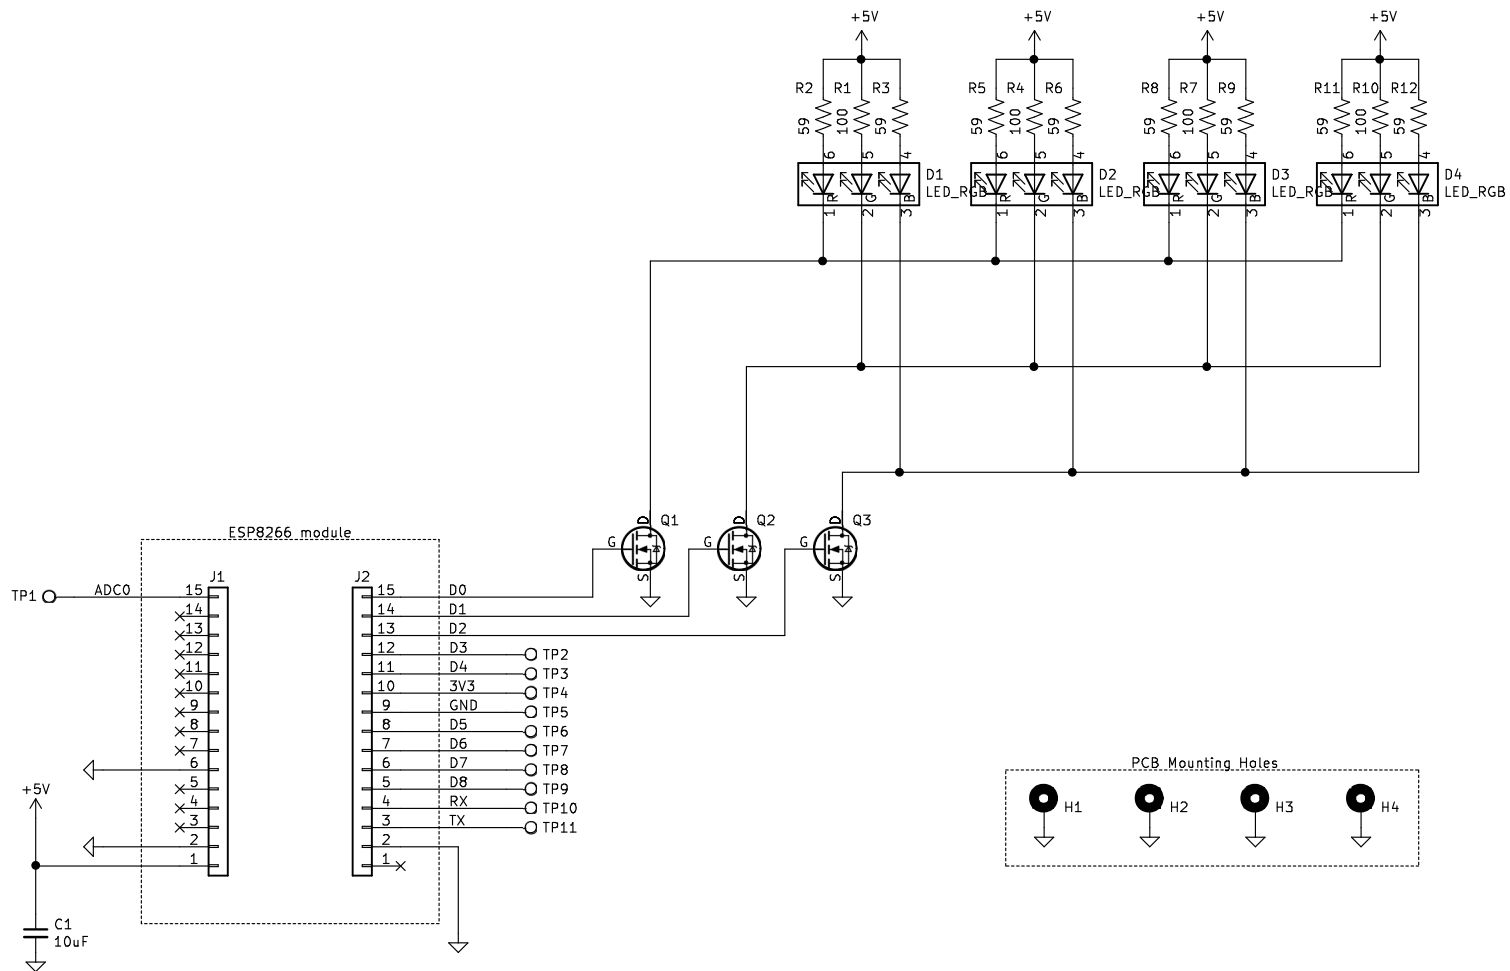 +5V +5V +5V +5V
R2 R1 R3 R5 R4 R6 R8 R7 R9 R11 R10 R12
59 100 59 59 100 59 59 100 59 59 100 59
6 5 4 6 5 4 6 5 4 6 5 4
D1 D2 D3 D4
R G B LED_RGB R G B LED_RGB R G B LED_RGB R G B LED_RGB
1 2 3 1 2 3 1 2 3 1 2 3
D Q1 D Q2 D Q3
G G G
S S S
ESP8266 module
J1 J2
TP1 ADC0 15 15 D0
14 14 D1
13 13 D2
12 12 D3 TP2
11 11 D4 TP3
10 10 3V3 TP4
9 9 GND TP5
8 8 D5 TP6
7 7 D6 TP7
6 6 D7 TP8
5 5 D8 TP9
4 4 RX TP10
3 3 TX TP11
2 2
1 1
+5V
C1
10uF
PCB Mounting Holes
H1 H2 H3 H4